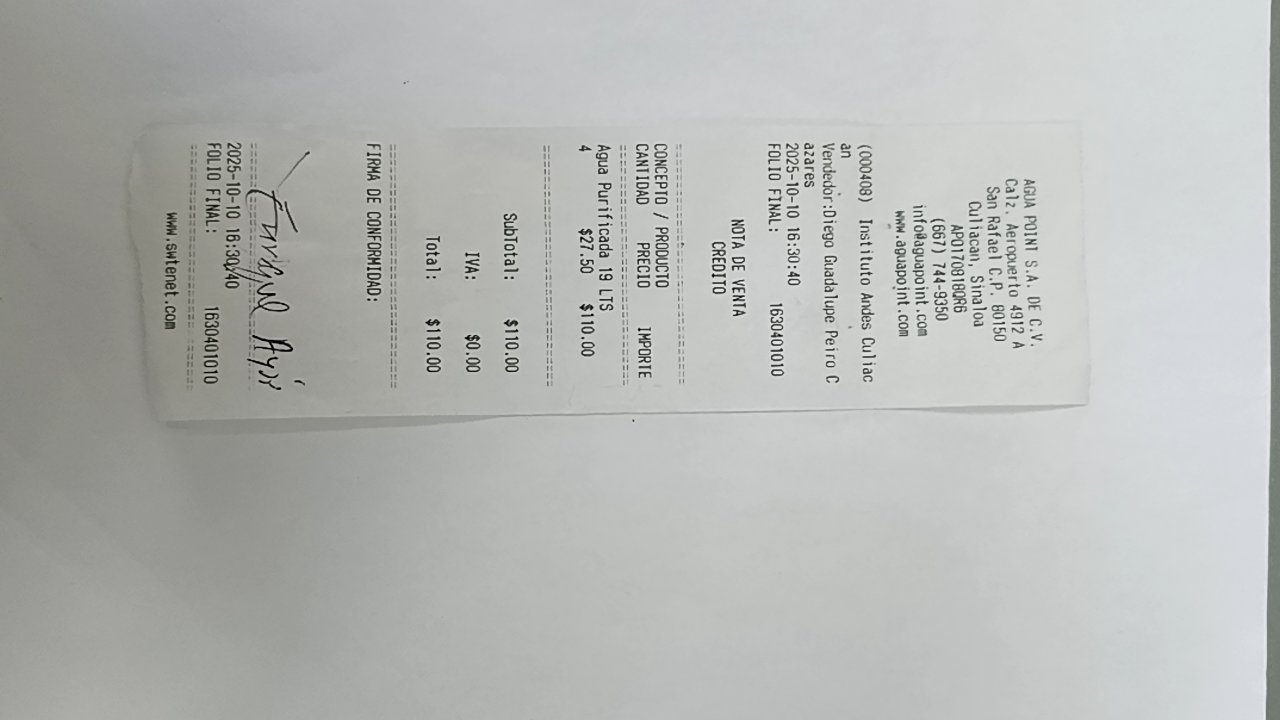 AGUA POINT S.A. DE C.V.
Calz. Aeropuerto 4912 A
San Rafael C.P. 80150
Culiacan, Sinaloa
APO170818DR6
(667) 744-9350
info@aguapoint.com
www.aguapoint.com
(000408) Instituto Andes Culiac
an
Vendedor:Diego Guadalupe Peiro C
azares
2025-10-10 16:30:40
FOLIO FINAL: 1630401010
NOTA DE VENTA
CREDITO
CONCEPTO / PRODUCTO
CANTIDAD PRECIO IMPORTE
Agua Purificada 19 LTS
4 $27.50 $110.00
SubTotal: $110.00
IVA: $0.00
Total: $110.00
FIRMA DE CONFORMIDAD:
2025-10-10 16:30:40
FOLIO FINAL: 1630401010
www.swtenet.com